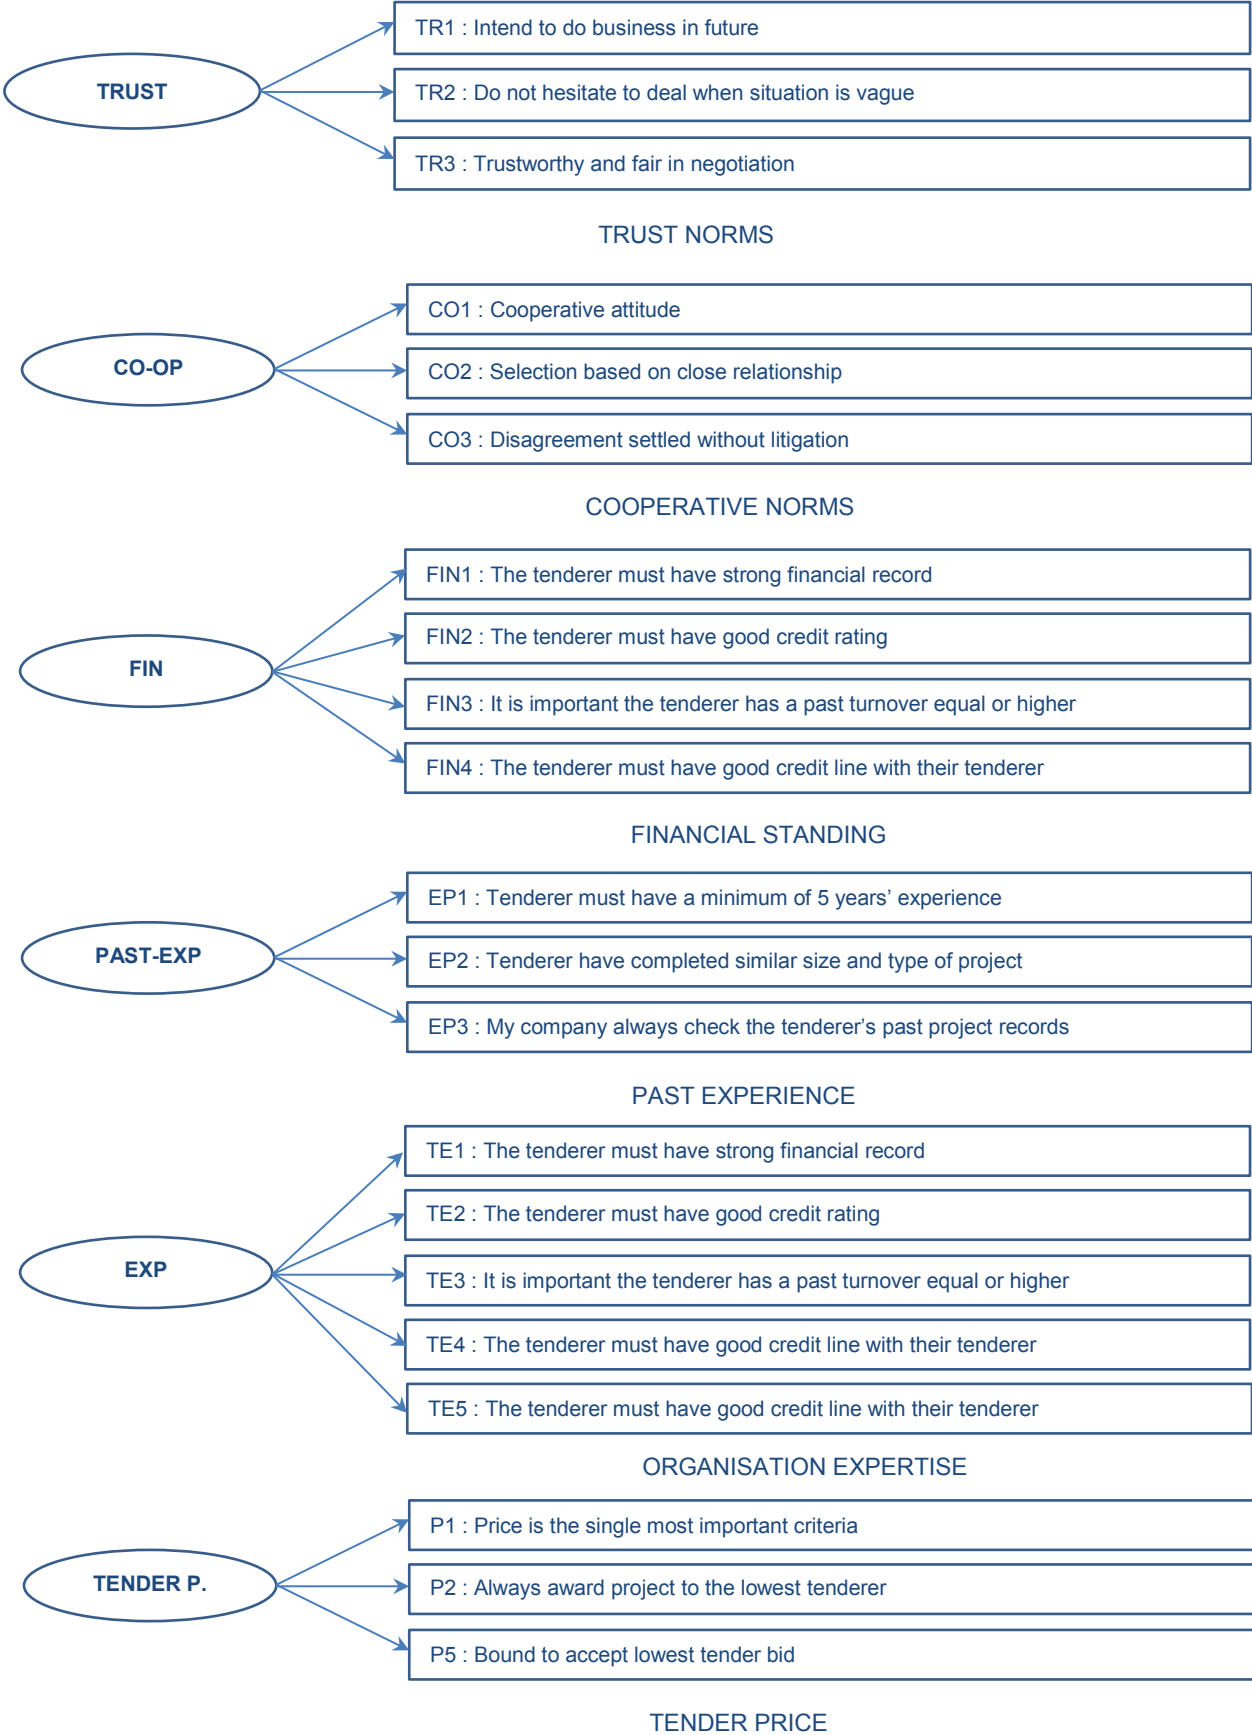 TR1 : Intend to do business in future
TRUST
TR2 : Do not hesitate to deal when situation is vague
TR3 : Trustworthy and fair in negotiation
TRUST NORMS
CO1 : Cooperative attitude
CO-OP
CO2 : Selection based on close relationship
CO3 : Disagreement settled without litigation
COOPERATIVE NORMS
FIN1 : The tenderer must have strong financial record
FIN2 : The tenderer must have good credit rating
FIN
FIN3 : It is important the tenderer has a past turnover equal or higher
FIN4 : The tenderer must have good credit line with their tenderer
FINANCIAL STANDING
EP1 : Tenderer must have a minimum of 5 years’ experience
PAST-EXP
EP2 : Tenderer have completed similar size and type of project
EP3 : My company always check the tenderer’s past project records
PAST EXPERIENCE
TE1 : The tenderer must have strong financial record
TE2 : The tenderer must have good credit rating
EXP
TE3 : It is important the tenderer has a past turnover equal or higher
TE4 : The tenderer must have good credit line with their tenderer
TE5 : The tenderer must have good credit line with their tenderer
ORGANISATION EXPERTISE
P1 : Price is the single most important criteria
TENDER P.
P2 : Always award project to the lowest tenderer
P5 : Bound to accept lowest tender bid
TENDER PRICE